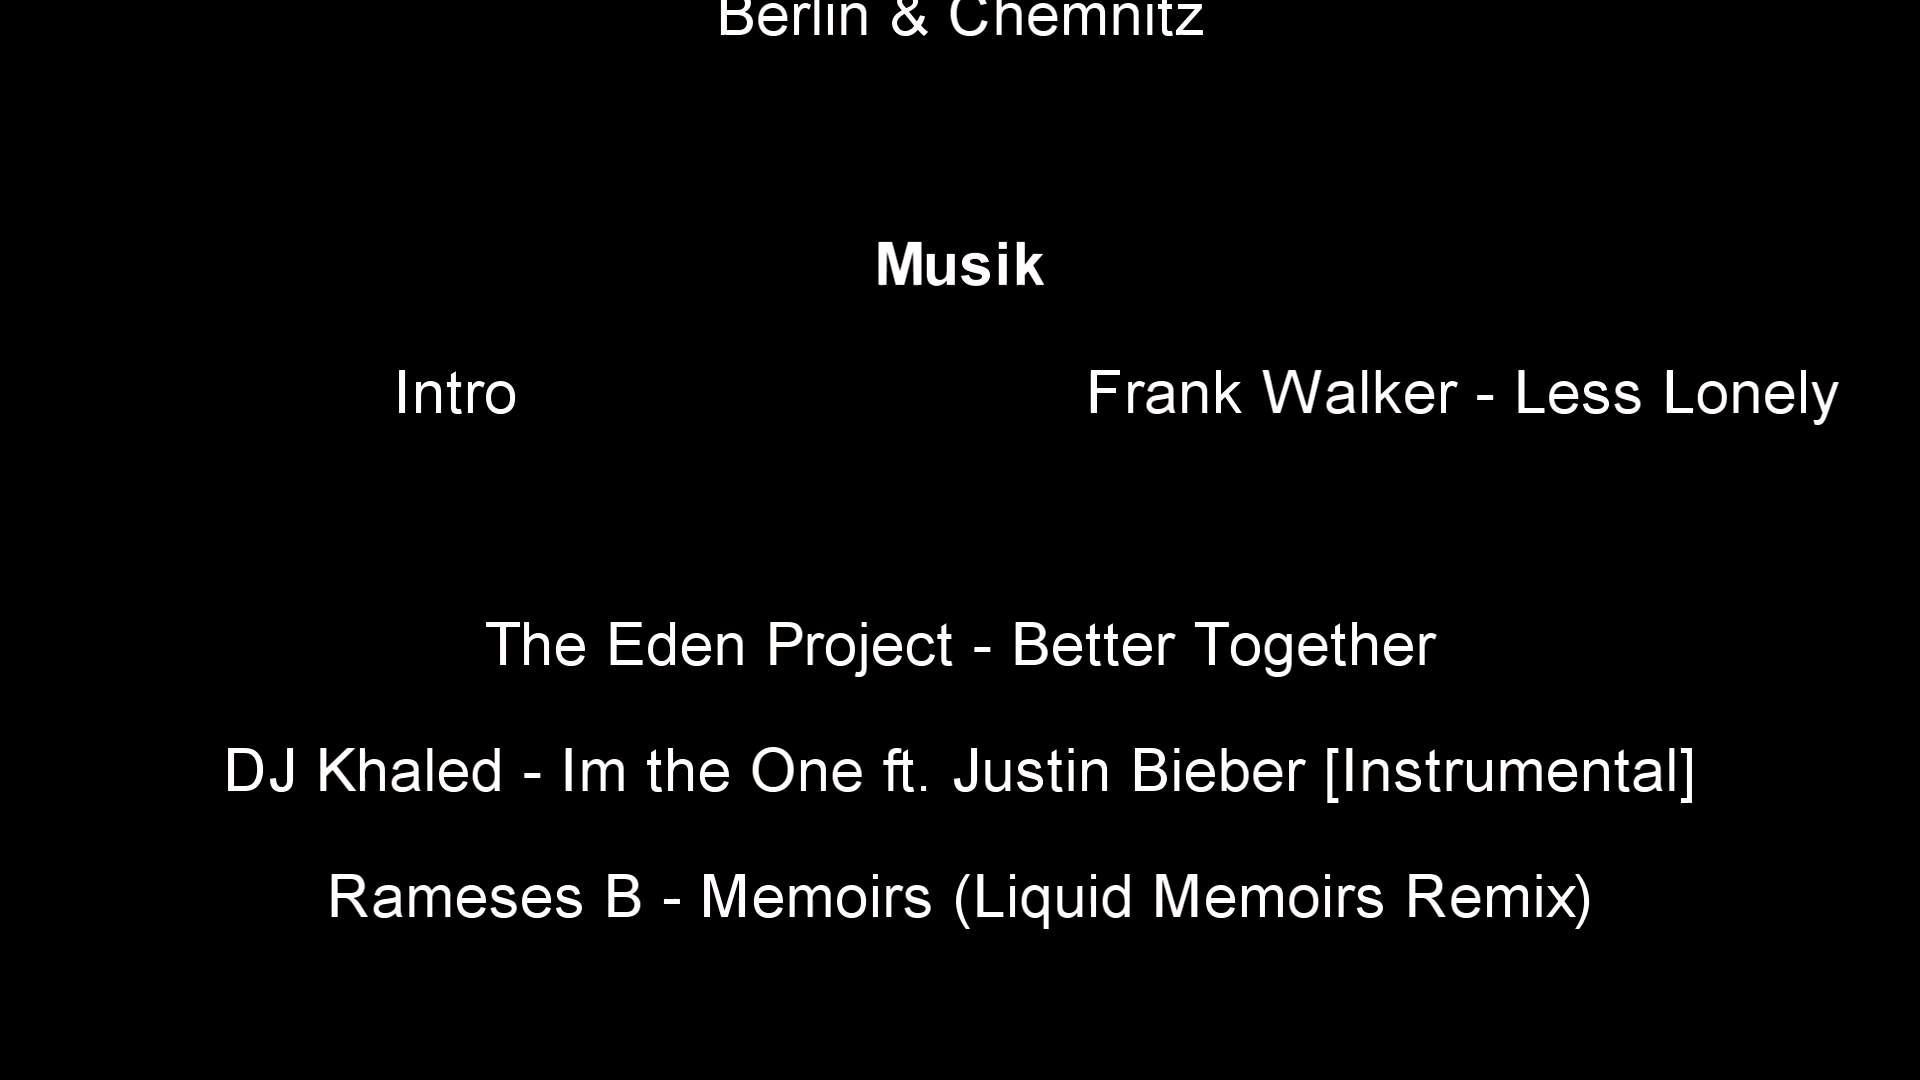 Berlin & Chemnitz
Musik
Intro Frank Walker - Less Lonely
The Eden Project - Better Together
DJ Khaled - Im the One ft. Justin Bieber [Instrumental]
Rameses B - Memoirs (Liquid Memoirs Remix)